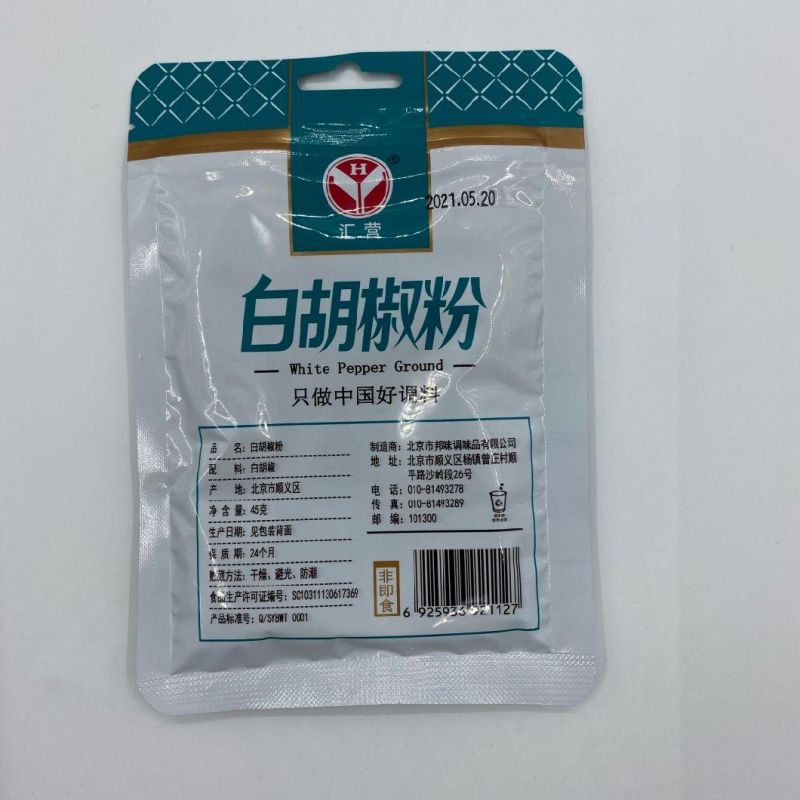 H
®
汇营
2021.05.20
白胡椒粉
White Pepper Ground
只做中国好调料
品 名：白胡椒粉
配 料：白胡椒
产 地：北京市顺义区
净含量：45克
生产日期：见包装背面
保质期：24个月
贮藏方法：干燥、避光、防潮
食品生产许可证编号：SC10311130617369
产品标准号：Q/SYBWT 0001
制造商：北京市邦味调味品有限公司
地 址：北京市顺义区杨镇曾庄村顺
平路沙岭段26号
电 话：010-81493278
传 真：010-81493289
邮 编：101300
非即食
6 925933 921127